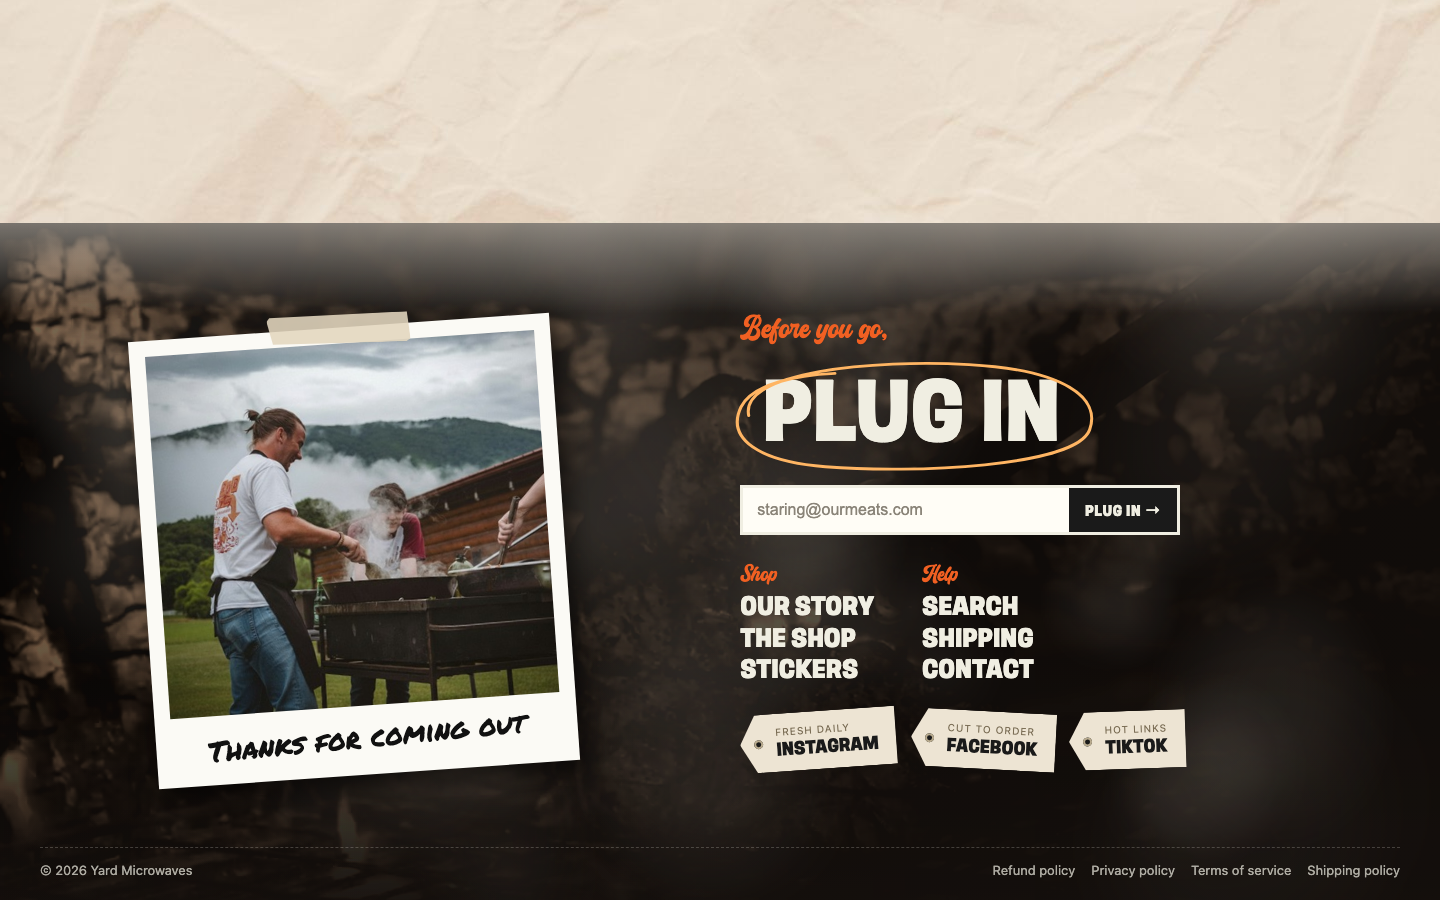 Before you go,
PLUG IN
staring@ourmeats.com
PLUG IN →
Shop
OUR STORY
THE SHOP
STICKERS
Help
SEARCH
SHIPPING
CONTACT
FRESH DAILY
INSTAGRAM
CUT TO ORDER
FACEBOOK
HOT LINKS
TIKTOK
THANKS FOR COMING OUT
© 2026 Yard Microwaves
Refund policy
Privacy policy
Terms of service
Shipping policy